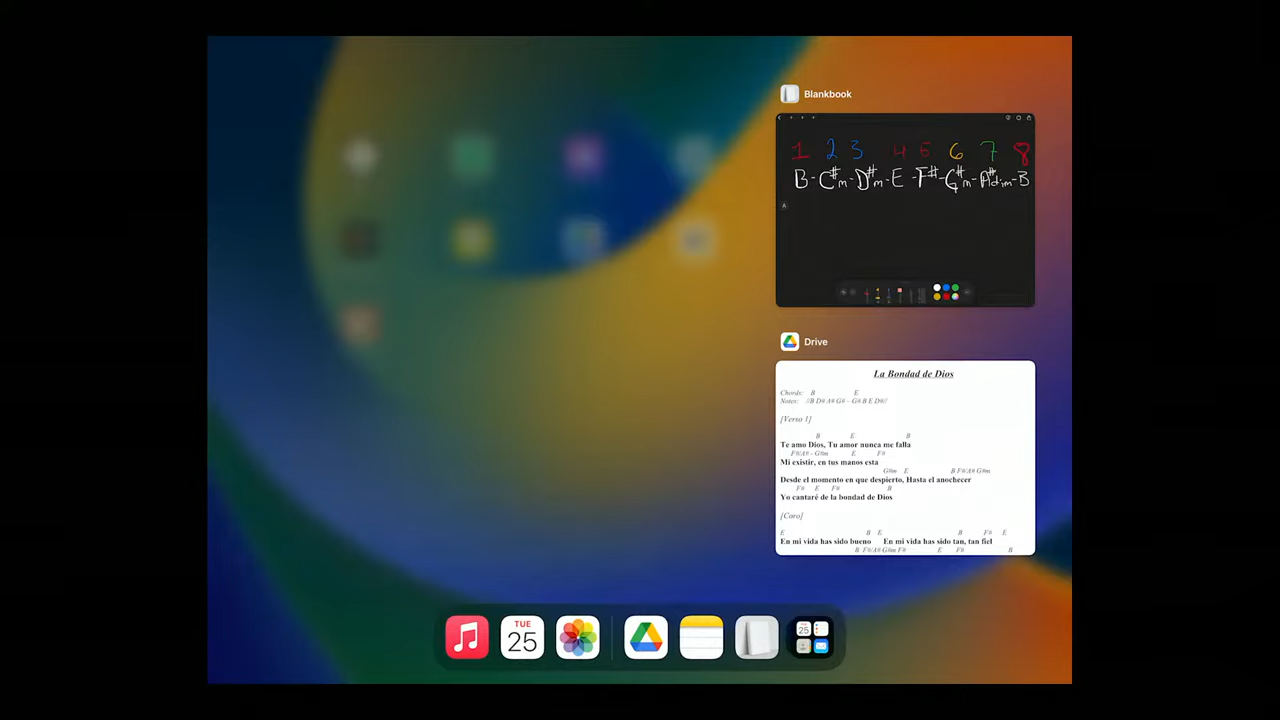 Blankbook
1 2 3 4 5 6 7 8
B - C#m - D#m - E - F# - G#m - A#dim - B
A
Drive
La Bondad de Dios
Chords: B E
Notes: //B D# A# G# – G# B E D#//
[Verso 1]
B E B
Te amo Dios, Tu amor nunca me falla
F#/A# - G#m E F#
Mi existir, en tus manos esta
G#m E B F#/A# G#m
Desde el momento en que despierto, Hasta el anochecer
F# E F# B
Yo cantaré de la bondad de Dios
[Coro]
E B E B F# E
En mi vida has sido bueno En mi vida has sido tan, tan fiel
B F#/A# G#m F# E F# B
TUE
25
25